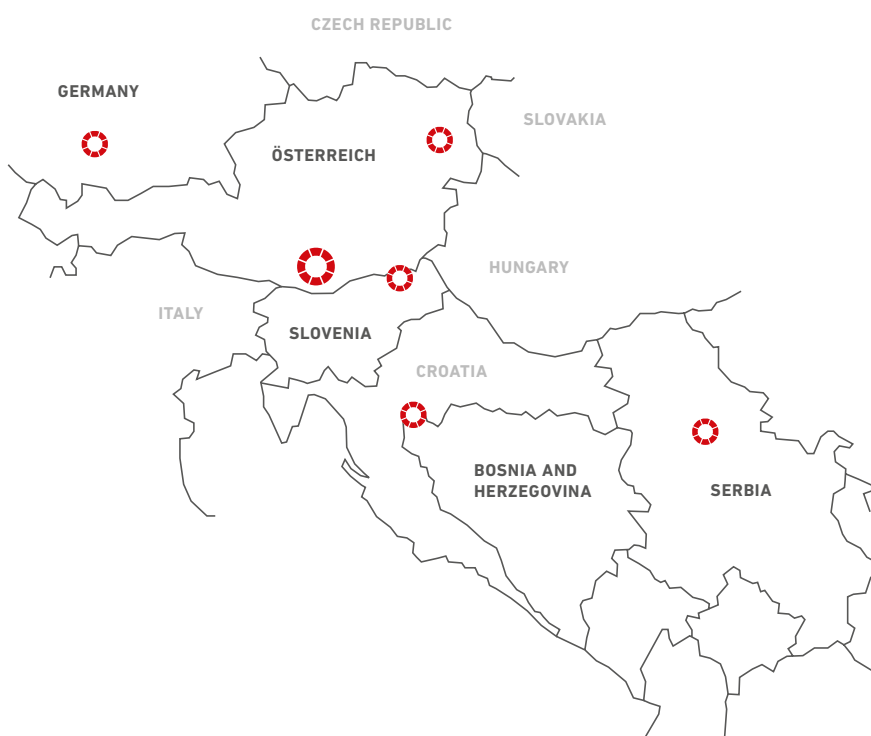 CZECH REPUBLIC
GERMANY
SLOVAKIA
ÖSTERREICH
HUNGARY
ITALY
SLOVENIA
CROATIA
BOSNIA AND
HERZEGOVINA
SERBIA